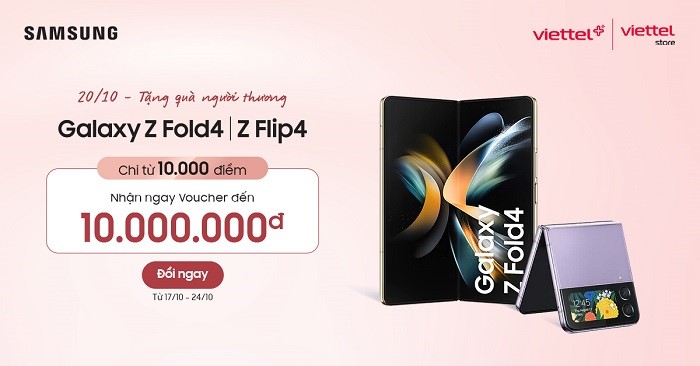 SAMSUNG
viettel++ | viettel store
20/10 - Tặng quà người thương
Galaxy Z Fold4 | Z Flip4
Chỉ từ 10.000 điểm
Nhận ngay Voucher đến
10.000.000đ
Đổi ngay
Từ 17/10 - 24/10
Galaxy
Z Fold4